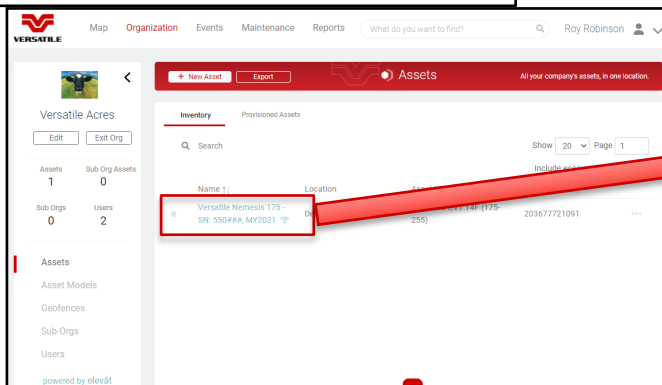 VERSATILE
Map Organization Events Maintenance Reports What do you want to find? Roy Robinson
+ New Asset Export Assets All your company's assets, in one location.
Versatile Acres
Edit Exit Org
Assets Sub Org Assets
1 0
Sub Orgs Users
0 2
Assets
Asset Models
Geofences
Sub-Orgs
Users
powered by elevāt
Inventory Provisioned Assets
Search Show 20 Page 1
Include
Name ↑ Location
Versatile Nemesis 175 -
SN: 550###, MY2021
14F (175-
255)
203677721091